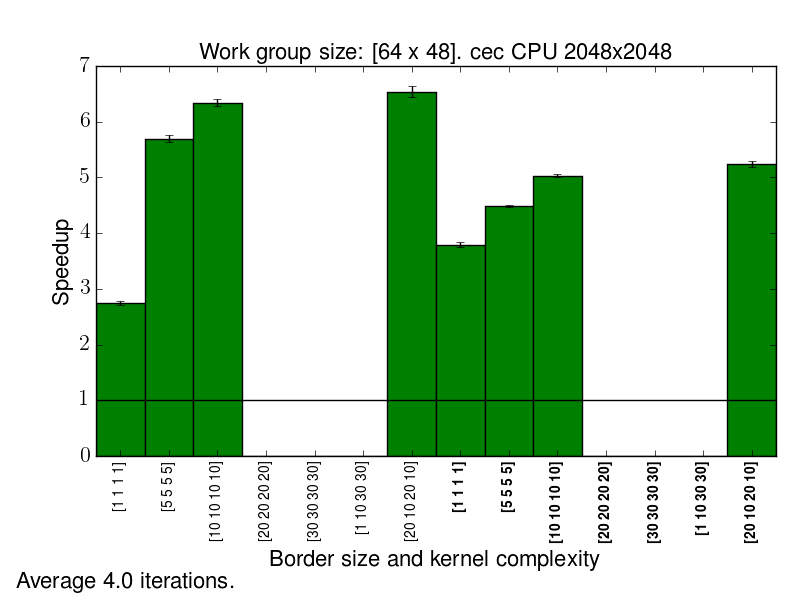 Work group size: [64 x 48]. cec CPU 2048x2048
7
6
5
4
3
2
1
0
Speedup
[1 1 1 1]
[5 5 5 5]
[10 10 10 10]
[20 20 20 20]
[30 30 30 30]
[1 10 30 30]
[20 10 20 10]
[1 1 1 1]
[5 5 5 5]
[10 10 10 10]
[20 20 20 20]
[30 30 30 30]
[1 10 30 30]
[20 10 20 10]
Border size and kernel complexity
Average 4.0 iterations.